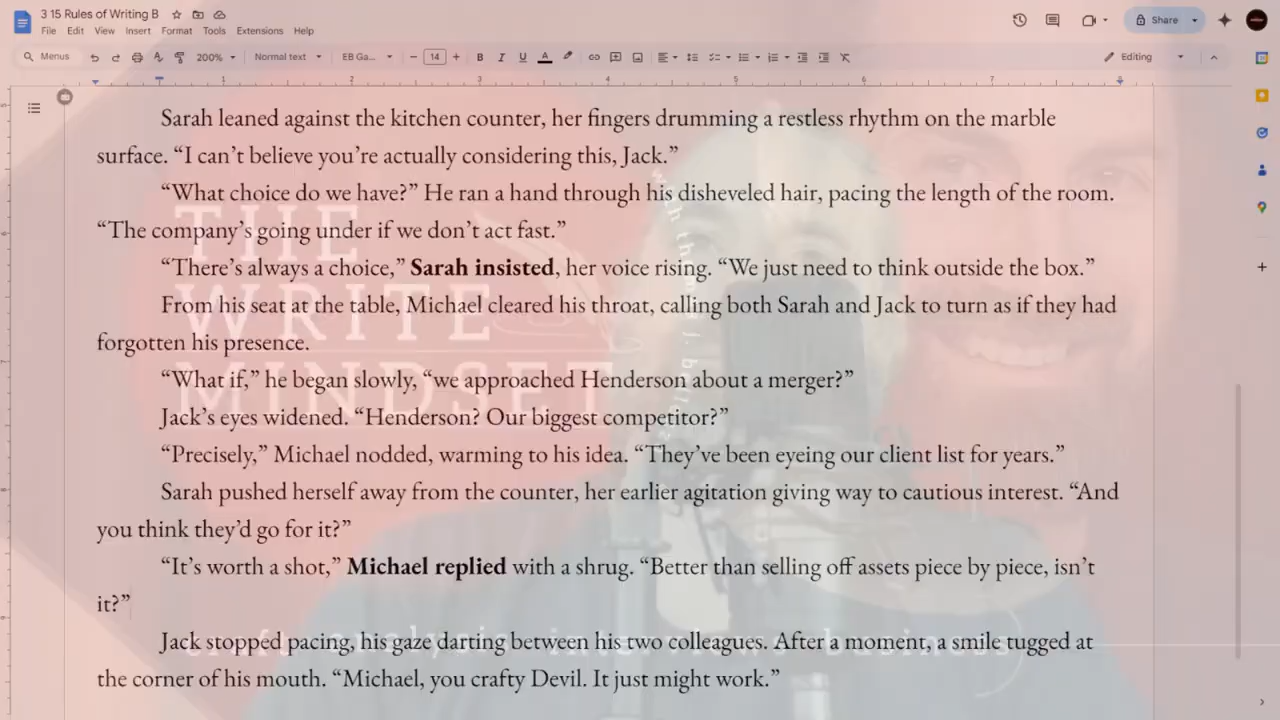 3 15 Rules of Writing B
File Edit View Insert Format Tools Extensions Help
Share
Menus 200% Normal text EB Ga... 14 B I U A Editing
1 2 3 4 5 6 7
Sarah leaned against the kitchen counter, her fingers drumming a restless rhythm on the marble
surface. “I can’t believe you’re actually considering this, Jack.”
“What choice do we have?” He ran a hand through his disheveled hair, pacing the length of the room.
“The company’s going under if we don’t act fast.”
“There’s always a choice,” Sarah insisted, her voice rising. “We just need to think outside the box.”
From his seat at the table, Michael cleared his throat, calling both Sarah and Jack to turn as if they had
forgotten his presence.
“What if,” he began slowly, “we approached Henderson about a merger?”
Jack’s eyes widened. “Henderson? Our biggest competitor?”
“Precisely,” Michael nodded, warming to his idea. “They’ve been eyeing our client list for years.”
Sarah pushed herself away from the counter, her earlier agitation giving way to cautious interest. “And
you think they’d go for it?”
“It’s worth a shot,” Michael replied with a shrug. “Better than selling off assets piece by piece, isn’t
it?”
Jack stopped pacing, his gaze darting between his two colleagues. After a moment, a smile tugged at
the corner of his mouth. “Michael, you crafty Devil. It just might work.”
THE
WRITE
MINDSET